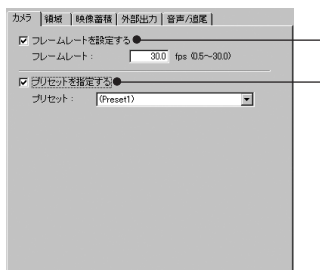 カメラ 領域 映像蓄積 外部出力 音声/追尾
フレームレートを設定する
フレームレート： 30.0 fps (0.5～30.0)
プリセットを指定する
プリセット： (Preset1)